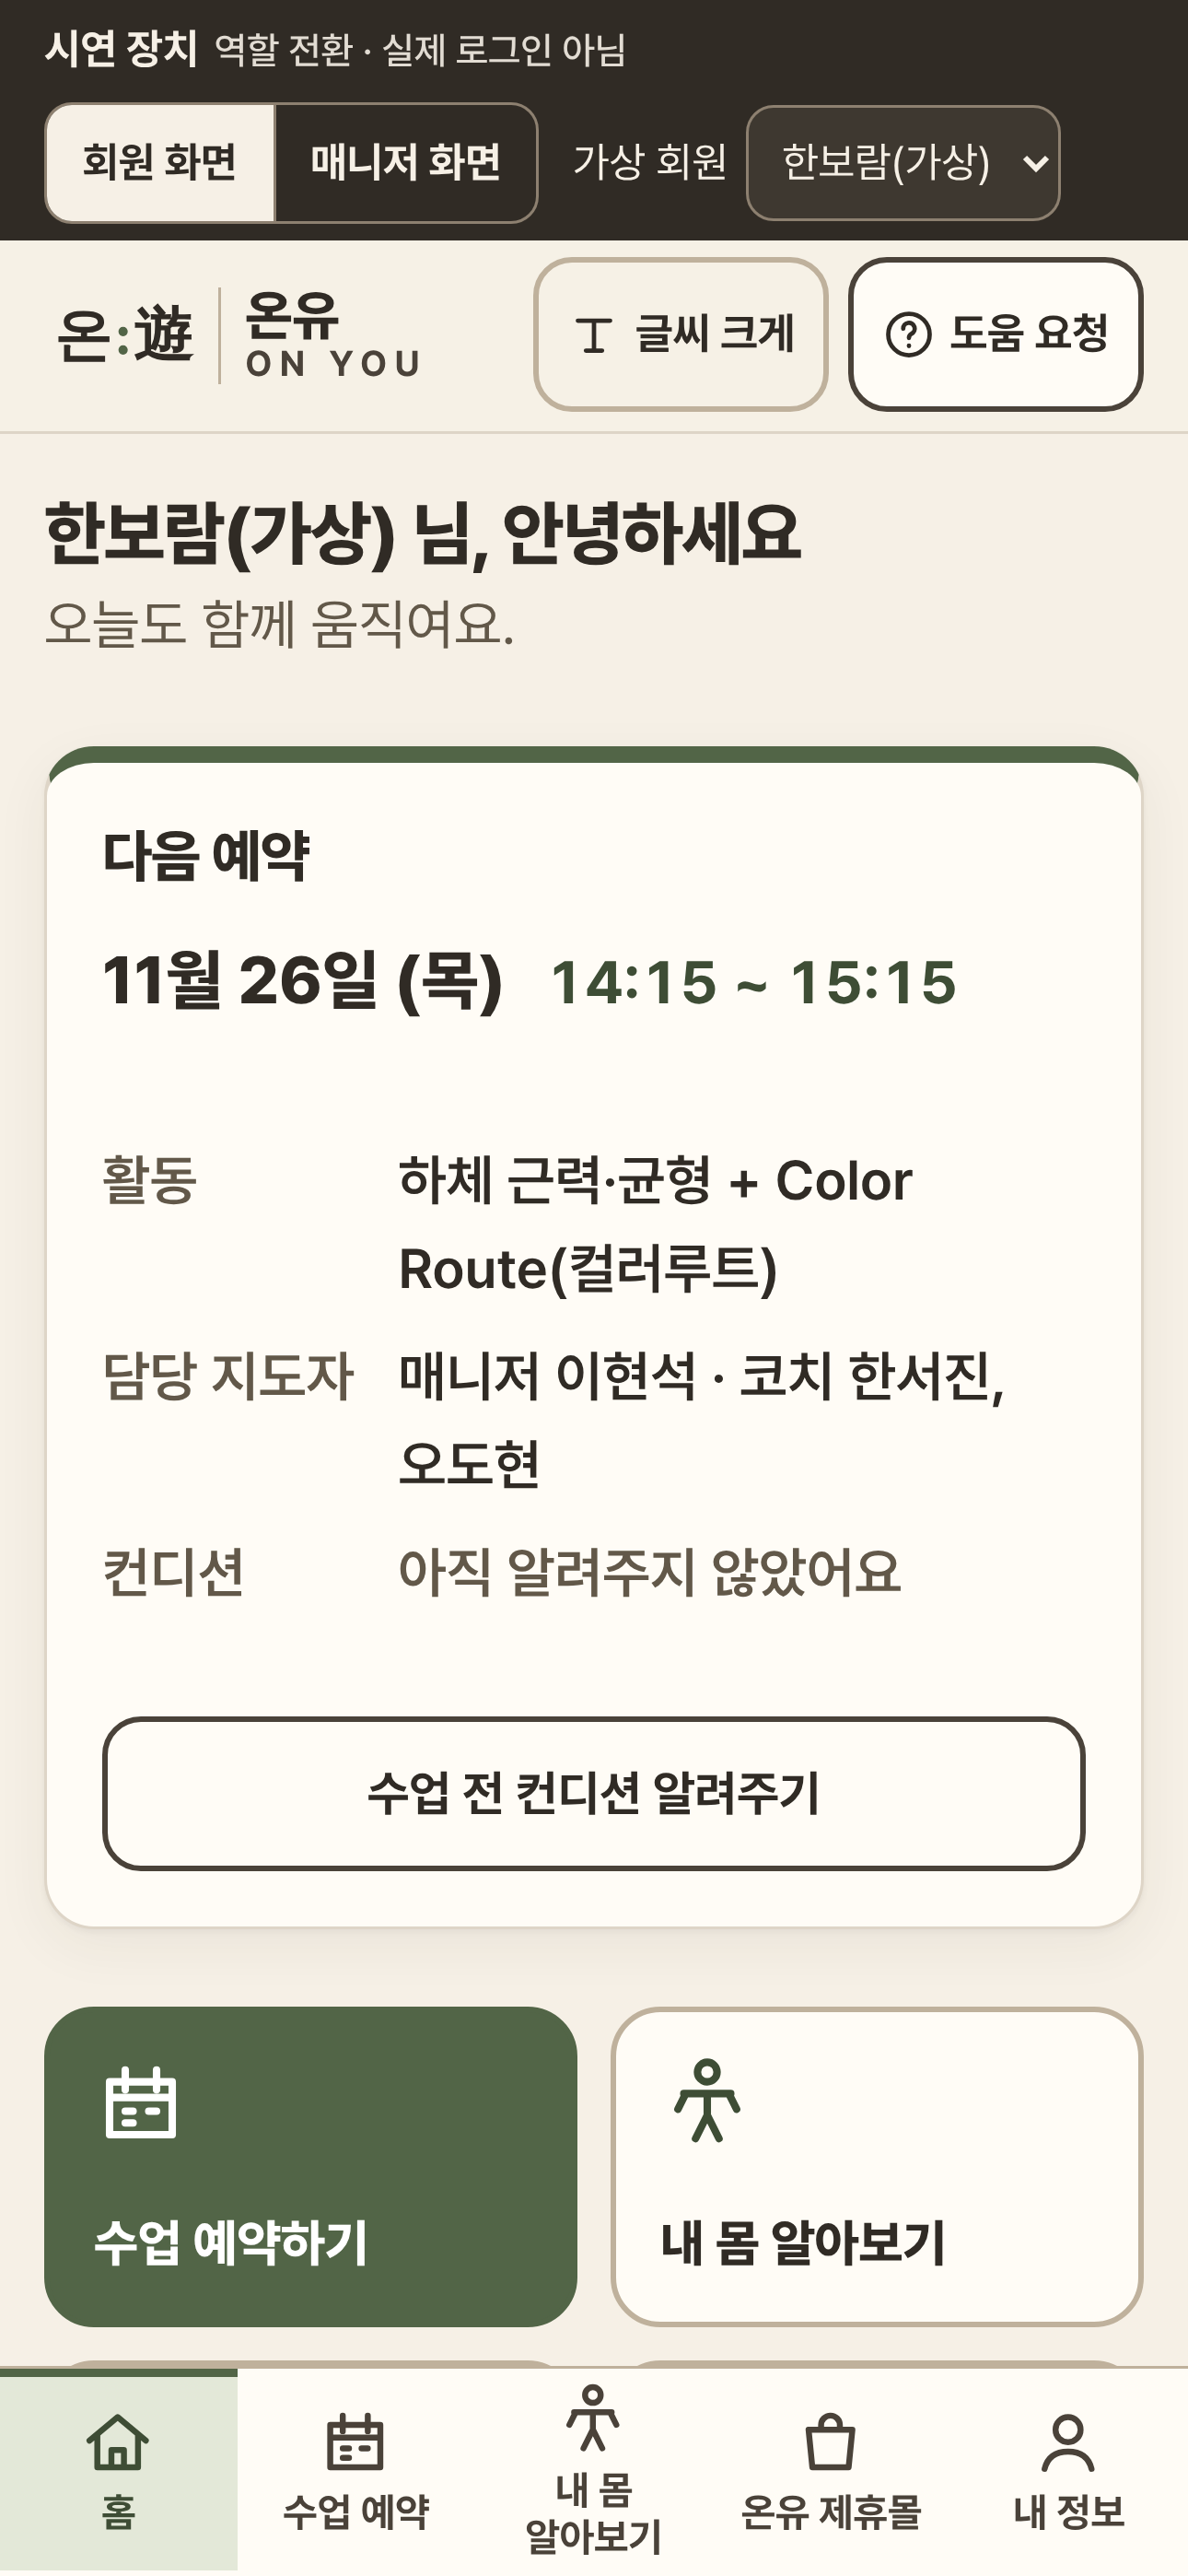 시연 장치 역할 전환 · 실제 로그인 아님
회원 화면 매니저 화면 가상 회원 한보람(가상)
온:遊 온유
ON YOU
글씨 크게 도움 요청
한보람(가상) 님, 안녕하세요
오늘도 함께 움직여요.
다음 예약
11월 26일 (목) 14:15 ~ 15:15
활동 하체 근력·균형 + Color
Route(컬러루트)
담당 지도자 매니저 이현석 · 코치 한서진,
오도현
컨디션 아직 알려주지 않았어요
수업 전 컨디션 알려주기
수업 예약하기 내 몸 알아보기
홈 수업 예약 내 몸
알아보기 온유 제휴몰 내 정보